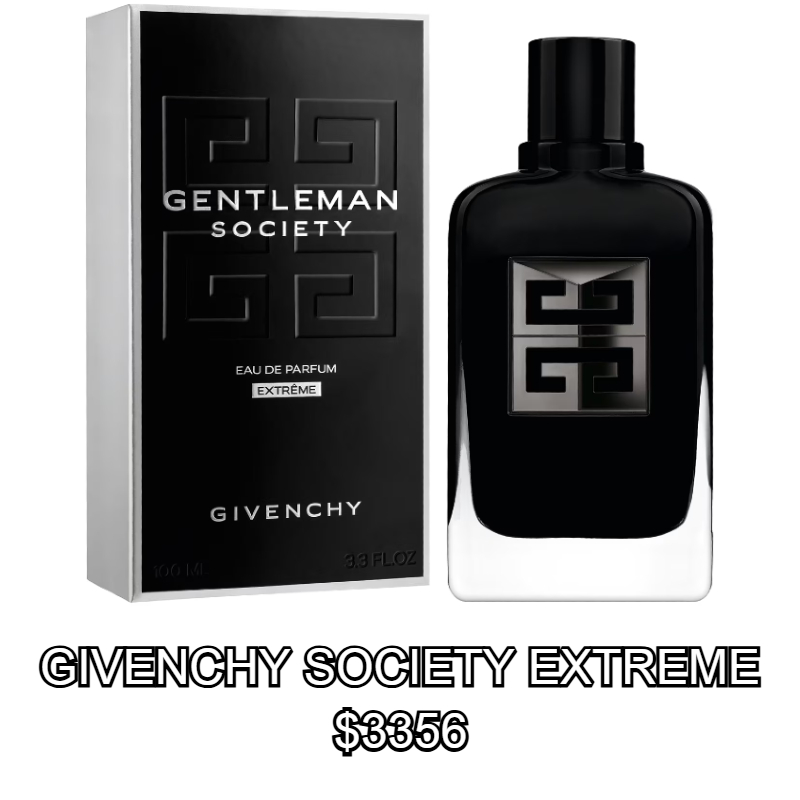 GENTLEMAN
SOCIETY
EAU DE PARFUM
EXTRÊME
GIVENCHY
100 ML
3.3 FL.OZ
GIVENCHY SOCIETY EXTREME
$3356